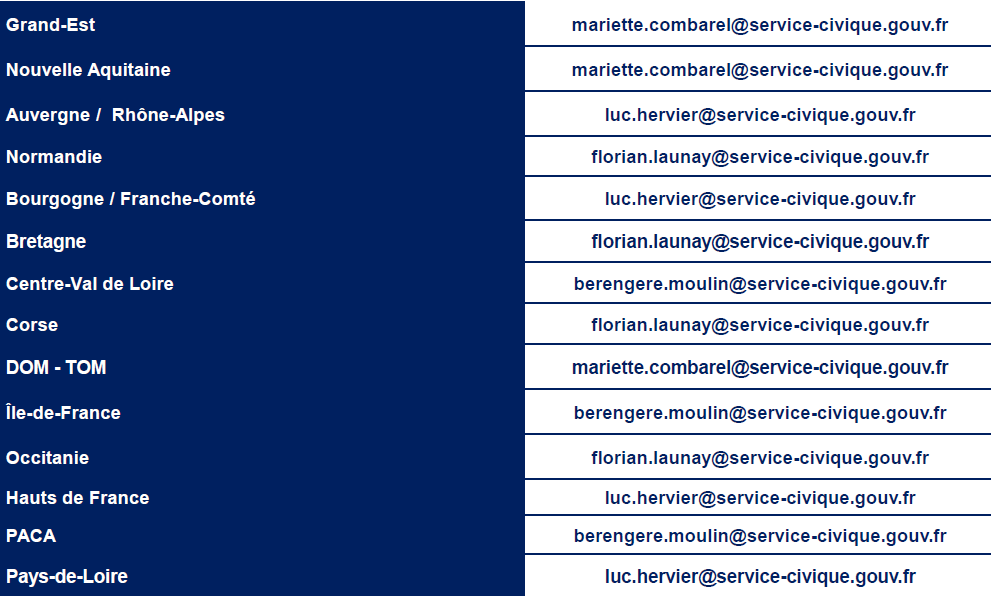 Grand-Est mariette.combarel@service-civique.gouv.fr
Nouvelle Aquitaine mariette.combarel@service-civique.gouv.fr
Auvergne / Rhône-Alpes luc.hervier@service-civique.gouv.fr
Normandie florian.launay@service-civique.gouv.fr
Bourgogne / Franche-Comté luc.hervier@service-civique.gouv.fr
Bretagne florian.launay@service-civique.gouv.fr
Centre-Val de Loire berengere.moulin@service-civique.gouv.fr
Corse florian.launay@service-civique.gouv.fr
DOM - TOM mariette.combarel@service-civique.gouv.fr
Île-de-France berengere.moulin@service-civique.gouv.fr
Occitanie florian.launay@service-civique.gouv.fr
Hauts de France luc.hervier@service-civique.gouv.fr
PACA berengere.moulin@service-civique.gouv.fr
Pays-de-Loire luc.hervier@service-civique.gouv.fr